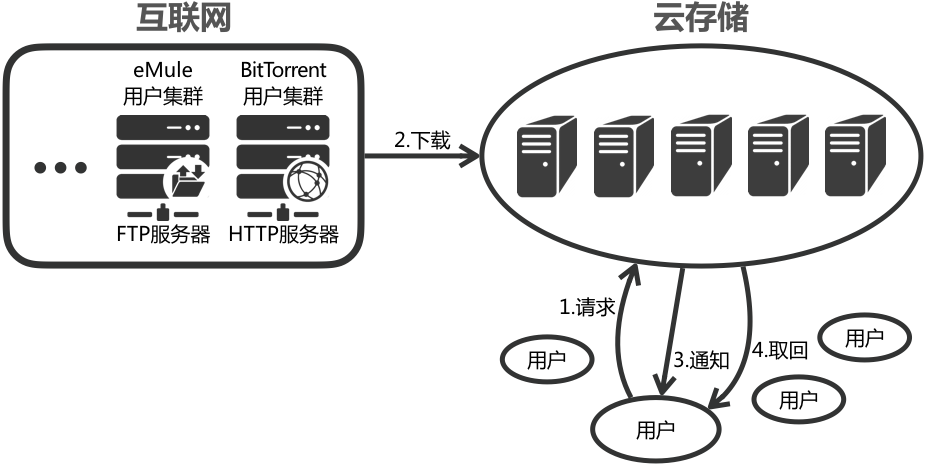 互联网
云存储
eMule
用户集群
BitTorrent
用户集群
FTP服务器
HTTP服务器
2.下载
1.请求
3.通知
4.取回
用户
用户
用户
用户